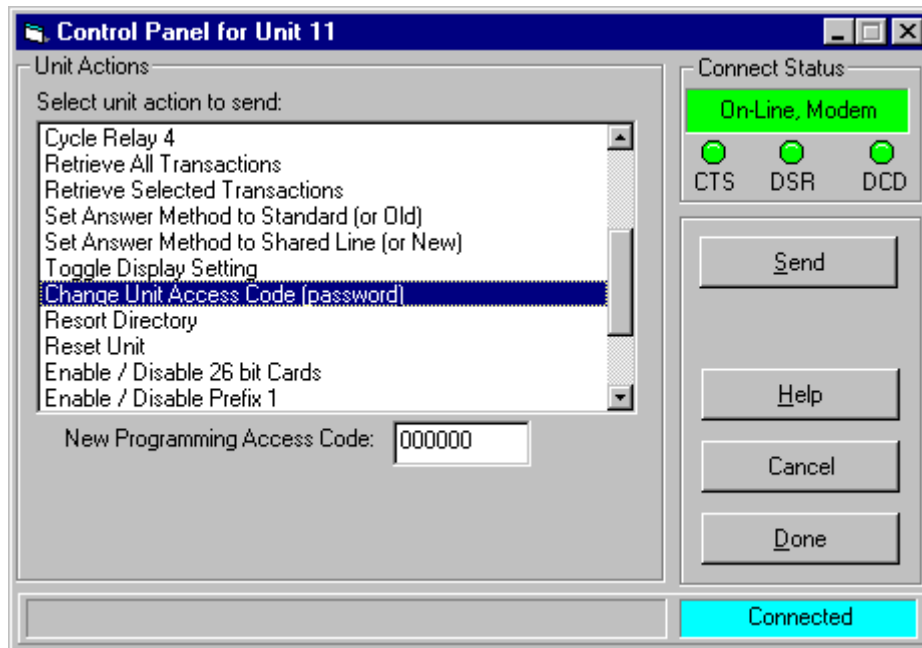 Control Panel for Unit 11
Unit Actions
Select unit action to send:
Cycle Relay 4
Retrieve All Transactions
Retrieve Selected Transactions
Set Answer Method to Standard (or Old)
Set Answer Method to Shared Line (or New)
Toggle Display Setting
Change Unit Access Code (password)
Resort Directory
Reset Unit
Enable / Disable 26 bit Cards
Enable / Disable Prefix 1
New Programming Access Code: 000000
Connect Status
On-Line, Modem
CTS DSR DCD
Send
Help
Cancel
Done
Connected